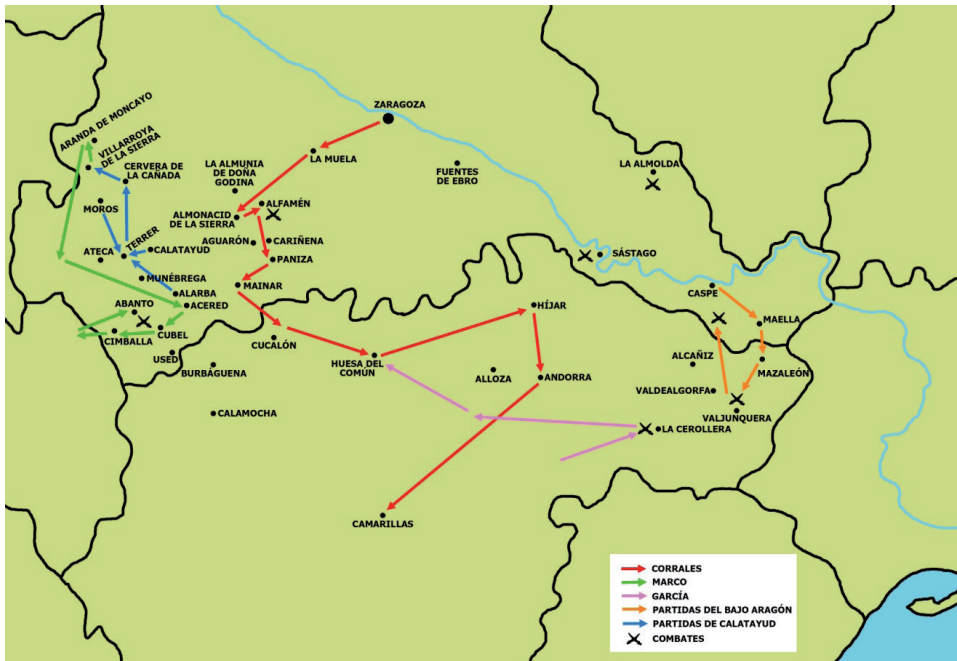 ZARAGOZA
ARANDA DE MONCAYO
VILLARROYA
DE LA SIERRA
CERVERA DE
LA CAÑADA
LA MUELA
LA ALMUNIA
DE DOÑA
GODINA
FUENTES
DE EBRO
LA ALMOLDA
MOROS
ALMONACID
DE LA SIERRA
ALFAMÉN
TERRER
ATECA
CALATAYUD
AGUARÓN
CARIÑENA
PANIZA
SÁSTAGO
MUNÉBREGA
MAINAR
CASPE
ALARBA
ABANTO
ACERED
HÍJAR
MAELLA
CIMBALLA
CUBEL
CUCALÓN
USED
BURBAGUENA
HUESA DEL
COMÚN
ALLOZA
ANDORRA
ALCAÑIZ
MAZALEÓN
VALDEALGORFA
CALAMOCHA
VALJUNQUERA
LA CEROLLERA
CAMARILLAS
CORRALES
MARCO
GARCÍA
PARTIDAS DEL BAJO ARAGÓN
PARTIDAS DE CALATAYUD
COMBATES